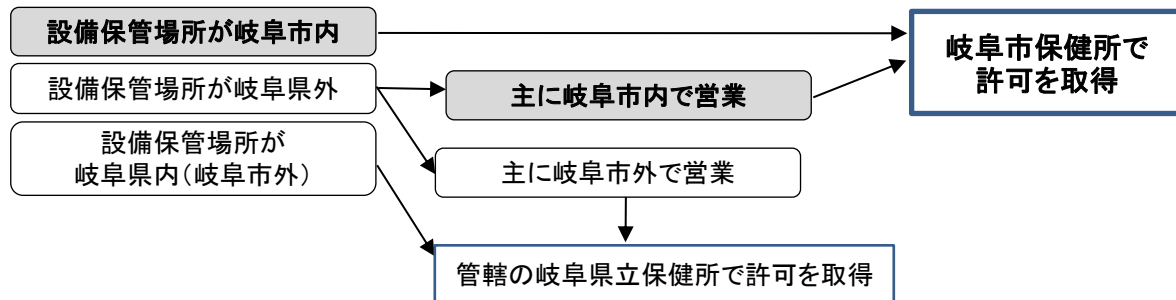 設備保管場所が岐阜市内
設備保管場所が岐阜県外
設備保管場所が
岐阜県内(岐阜市外)
主に岐阜市内で営業
主に岐阜市外で営業
岐阜市保健所で
許可を取得
管轄の岐阜県立保健所で許可を取得